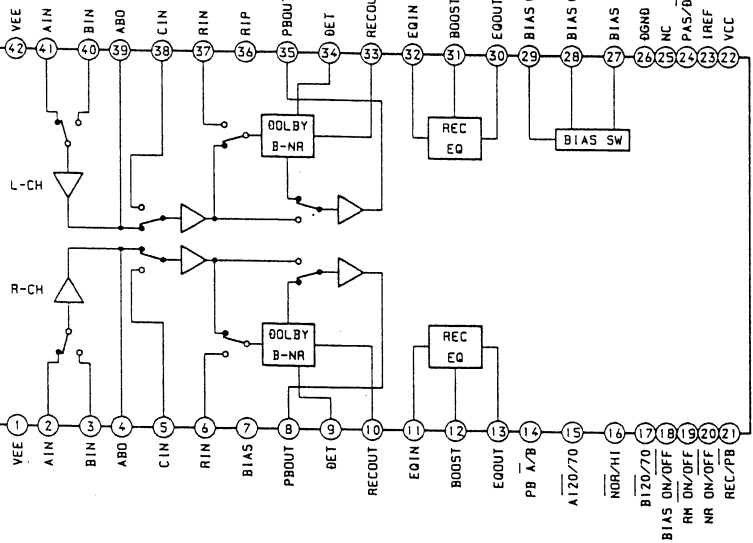 VEE
AIN
BIN
ABO
CIN
RIN
RIP
PBOUT
DET
RECOU
EQIN
BOOST
EQOUT
BIAS
BIAS
BIAS
DGND
NC
PAS/D
IREF
VCC
42
41
40
39
38
37
36
35
34
33
32
31
30
29
28
27
26
25
24
23
22
DOLBY
B-NR
REC
EQ
BIAS SW
L-CH
R-CH
DOLBY
B-NR
REC
EQ
1
2
3
4
5
6
7
8
9
10
11
12
13
14
15
16
17
18
19
20
21
VEE
AIN
BIN
ABO
CIN
RIN
BIAS
PBOUT
DET
RECOUT
EQIN
BOOST
EQOUT
PB A/B
A120/70
NOR/HI
B120/70
BIAS ON/OFF
RM ON/OFF
NR ON/OFF
REC/PB